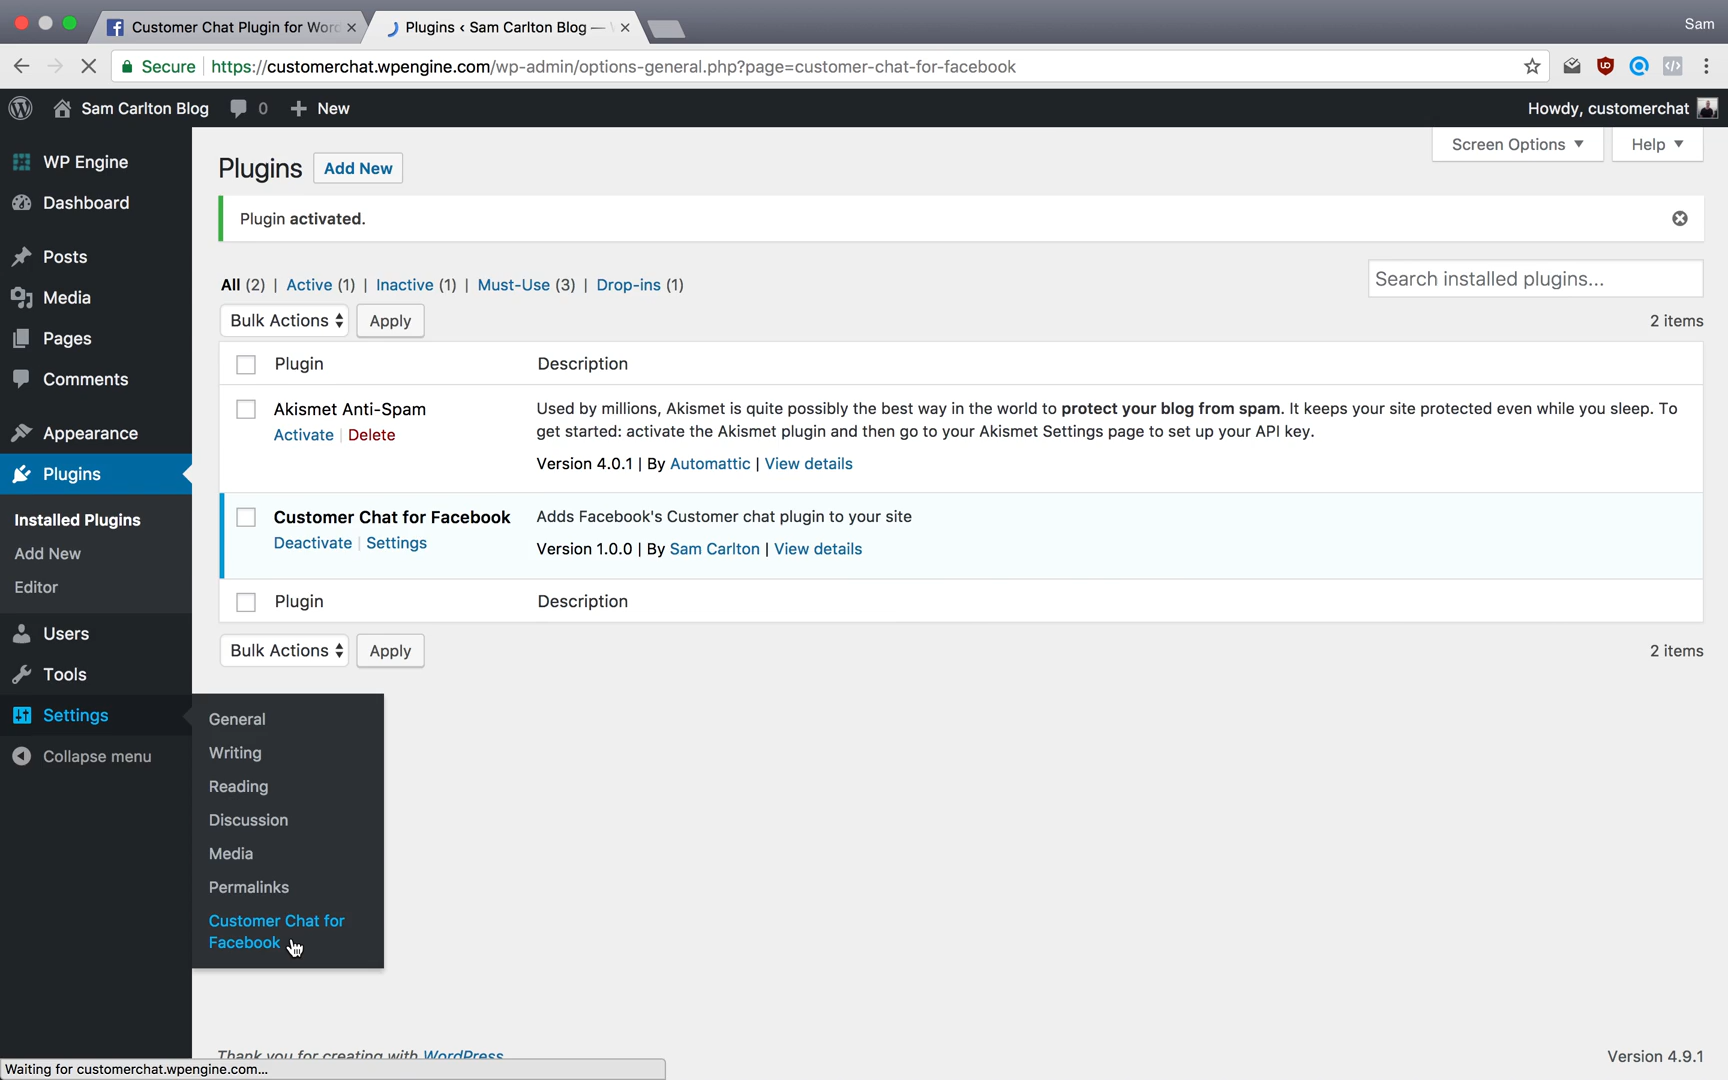 Customer Chat Plugin for Wor
Plugins ‹ Sam Carlton Blog —
Sam
Secure https://customerchat.wpengine.com/wp-admin/options-general.php?page=customer-chat-for-facebook
Sam Carlton Blog 0 + New
Howdy, customerchat
WP Engine
Dashboard
Posts
Media
Pages
Comments
Appearance
Plugins
Installed Plugins
Add New
Editor
Users
Tools
Settings
Collapse menu
General
Writing
Reading
Discussion
Media
Permalinks
Customer Chat for
Facebook
Screen Options ▼ Help ▼
Plugins Add New
Plugin activated.
All (2) | Active (1) | Inactive (1) | Must-Use (3) | Drop-ins (1)
Search installed plugins...
Bulk Actions Apply
2 items
Plugin Description
Akismet Anti-Spam
Activate | Delete
Used by millions, Akismet is quite possibly the best way in the world to protect your blog from spam. It keeps your site protected even while you sleep. To
get started: activate the Akismet plugin and then go to your Akismet Settings page to set up your API key.
Version 4.0.1 | By Automattic | View details
Customer Chat for Facebook
Deactivate | Settings
Adds Facebook's Customer chat plugin to your site
Version 1.0.0 | By Sam Carlton | View details
Plugin Description
Bulk Actions Apply
2 items
Thank you for creating with WordPress
Version 4.9.1
Waiting for customerchat.wpengine.com...